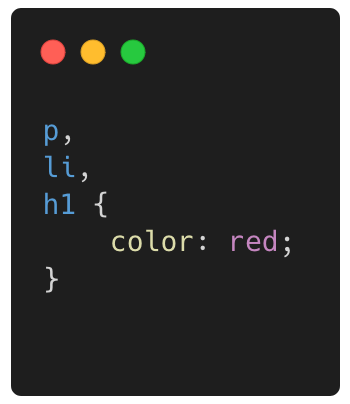 p,
li,
h1 {
    color: red;
}